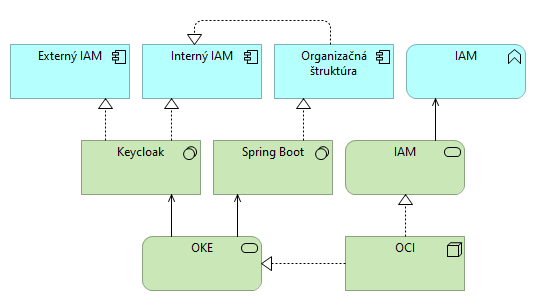 Externý IAM
Interný IAM
Organizačná
štruktúra
IAM
Keycloak
Spring Boot
IAM
OKE
OCI